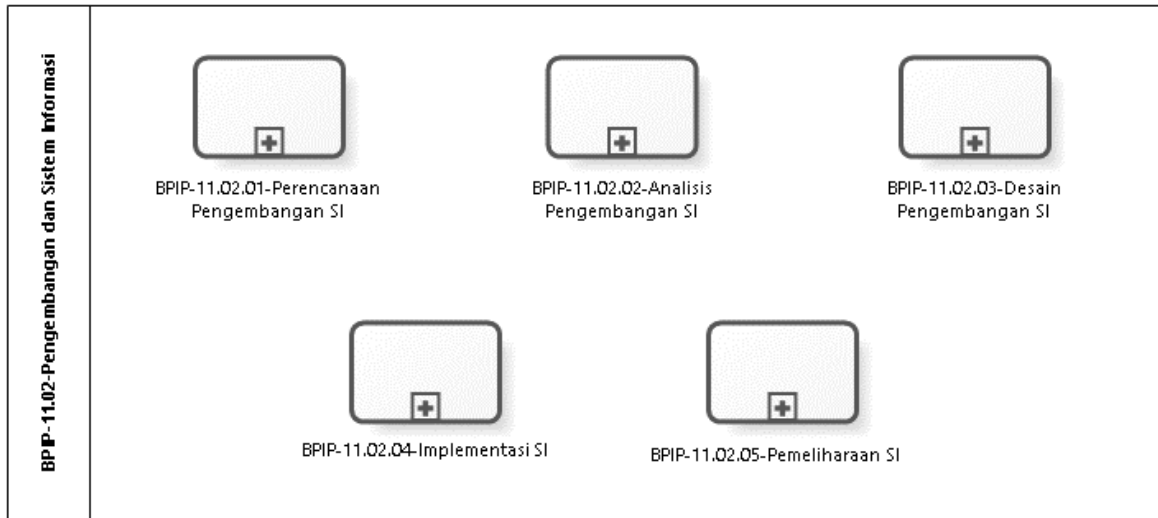 BPIP-11.02-Pengembangan dan Sistem Informasi
BPIP-11.02.01-Perencanaan
Pengembangan SI
BPIP-11.02.02-Analisis
Pengembangan SI
BPIP-11.02.03-Desain
Pengembangan SI
BPIP-11.02.04-Implementasi SI
BPIP-11.02.05-Pemeliharaan SI